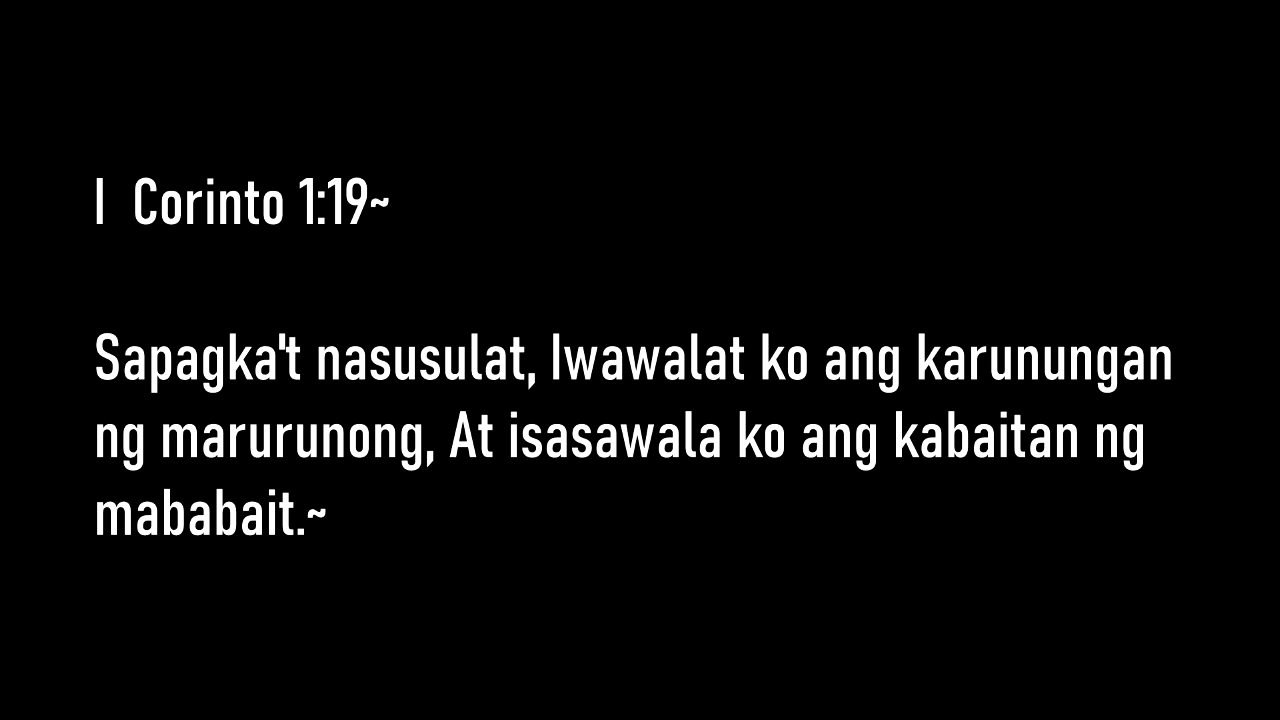 I  Corinto 1:19~
Sapagka't nasusulat, Iwawalat ko ang karunungan
ng marurunong, At isasawala ko ang kabaitan ng
mababait.~